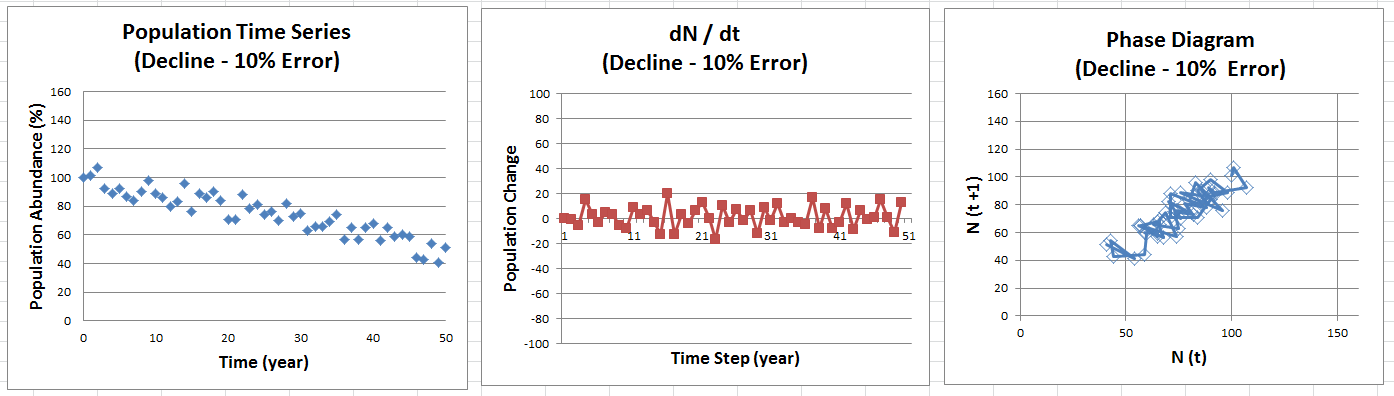 Population Time Series
(Decline - 10% Error)
Population Abundance (%)
160
140
120
100
80
60
40
20
0
0 10 20 30 40 50
Time (year)
dN / dt
(Decline - 10% Error)
Population Change
100
80
60
40
20
0
-20
-40
-60
-80
-100
1 11 21 31 41 51
Time Step (year)
Phase Diagram
(Decline - 10% Error)
N (t +1)
160
140
120
100
80
60
40
20
0
0 50 100 150
N (t)